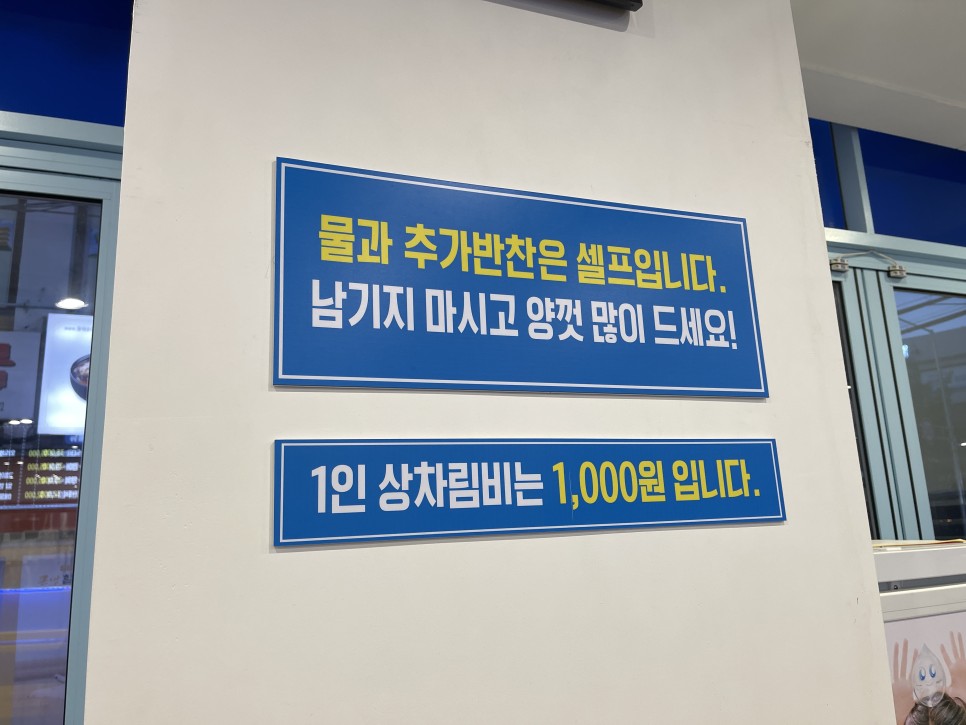 물과 추가반찬은 셀프입니다.
남기지 마시고 양껏 많이 드세요!
1인 상차림비는 1,000원 입니다.